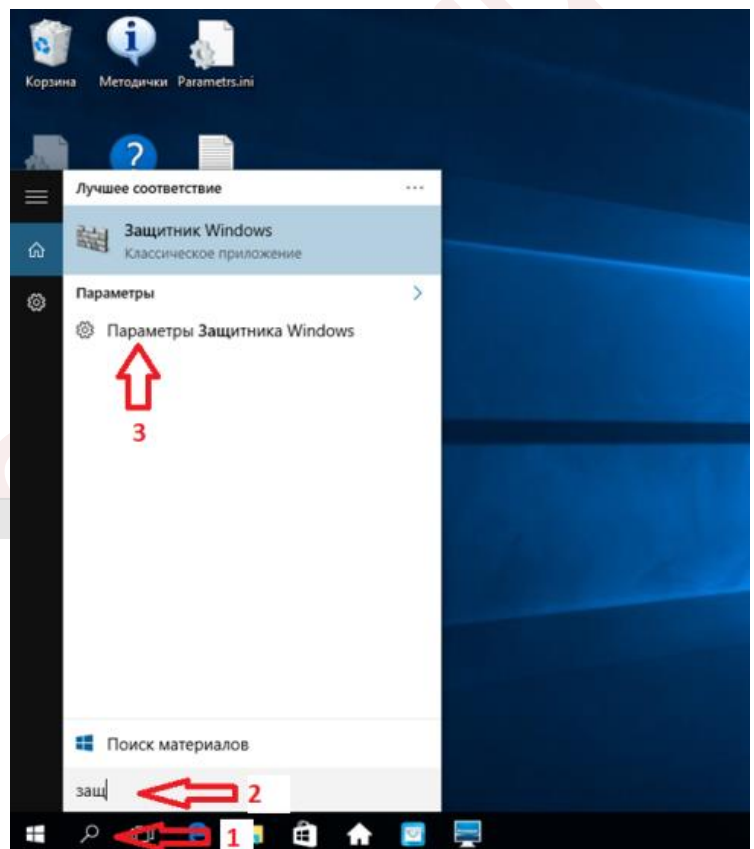 Корзина
Методички
Parametrs.ini
Лучшее соответствие
Защитник Windows
Классическое приложение
Параметры
Параметры Защитника Windows
3
Поиск материалов
защ
2
1